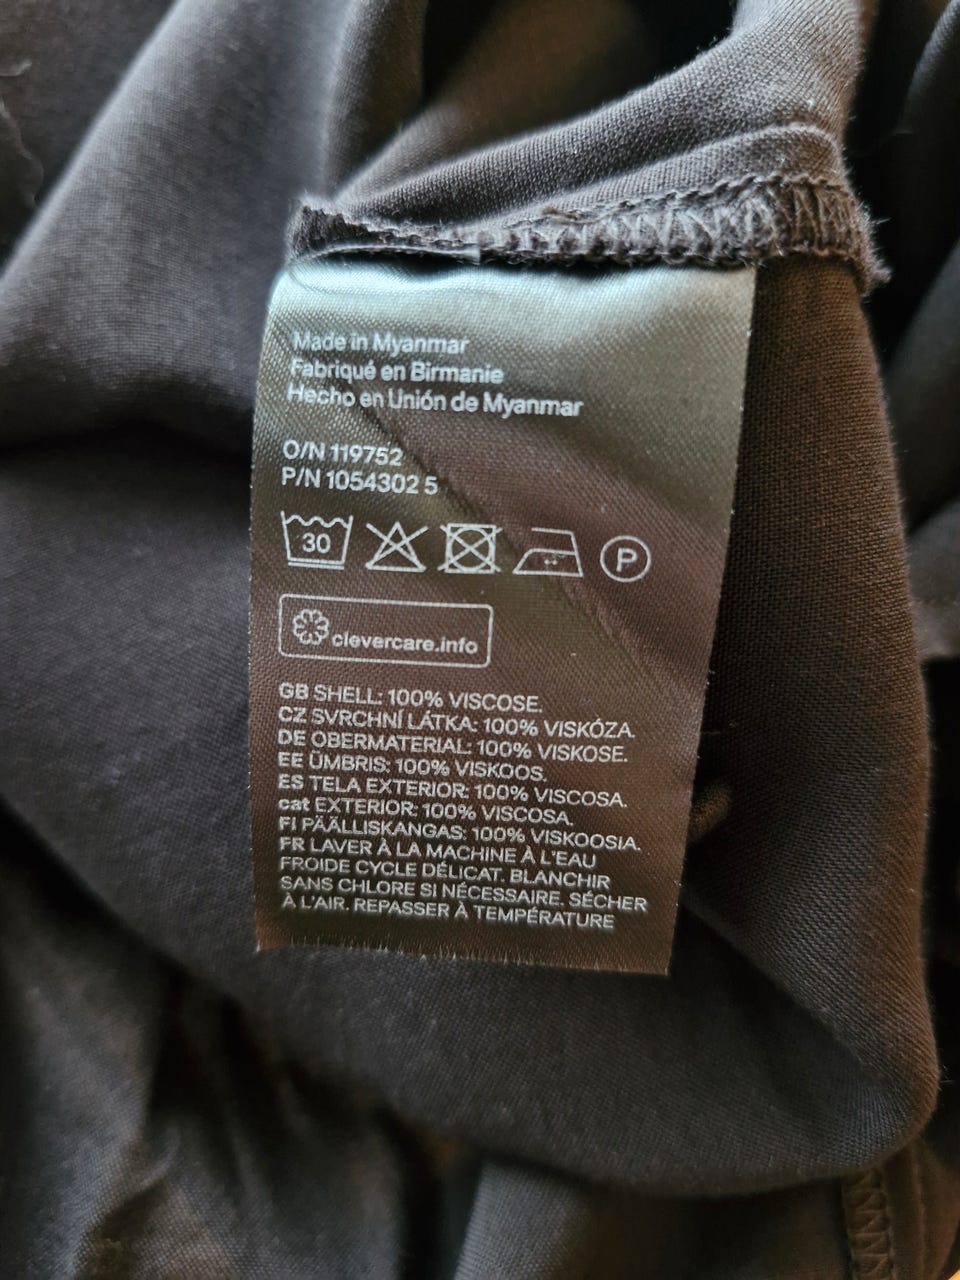 Made in Myanmar
Fabriqué en Birmanie
Hecho en Unión de Myanmar
O/N 119752
P/N 1054302 5
30 P
clevercare.info
GB SHELL: 100% VISCOSE.
CZ SVRCHNÍ LÁTKA: 100% VISKÓZA.
DE OBERMATERIAL: 100% VISKOSE.
EE ÜMBRIS: 100% VISKOOS.
ES TELA EXTERIOR: 100% VISCOSA.
cat EXTERIOR: 100% VISCOSA.
FI PÄÄLLISKANGAS: 100% VISKOOSIA.
FR LAVER À LA MACHINE À L'EAU
FROIDE CYCLE DÉLICAT. BLANCHIR
SANS CHLORE SI NÉCESSAIRE. SÉCHER
À L'AIR. REPASSER À TEMPÉRATURE